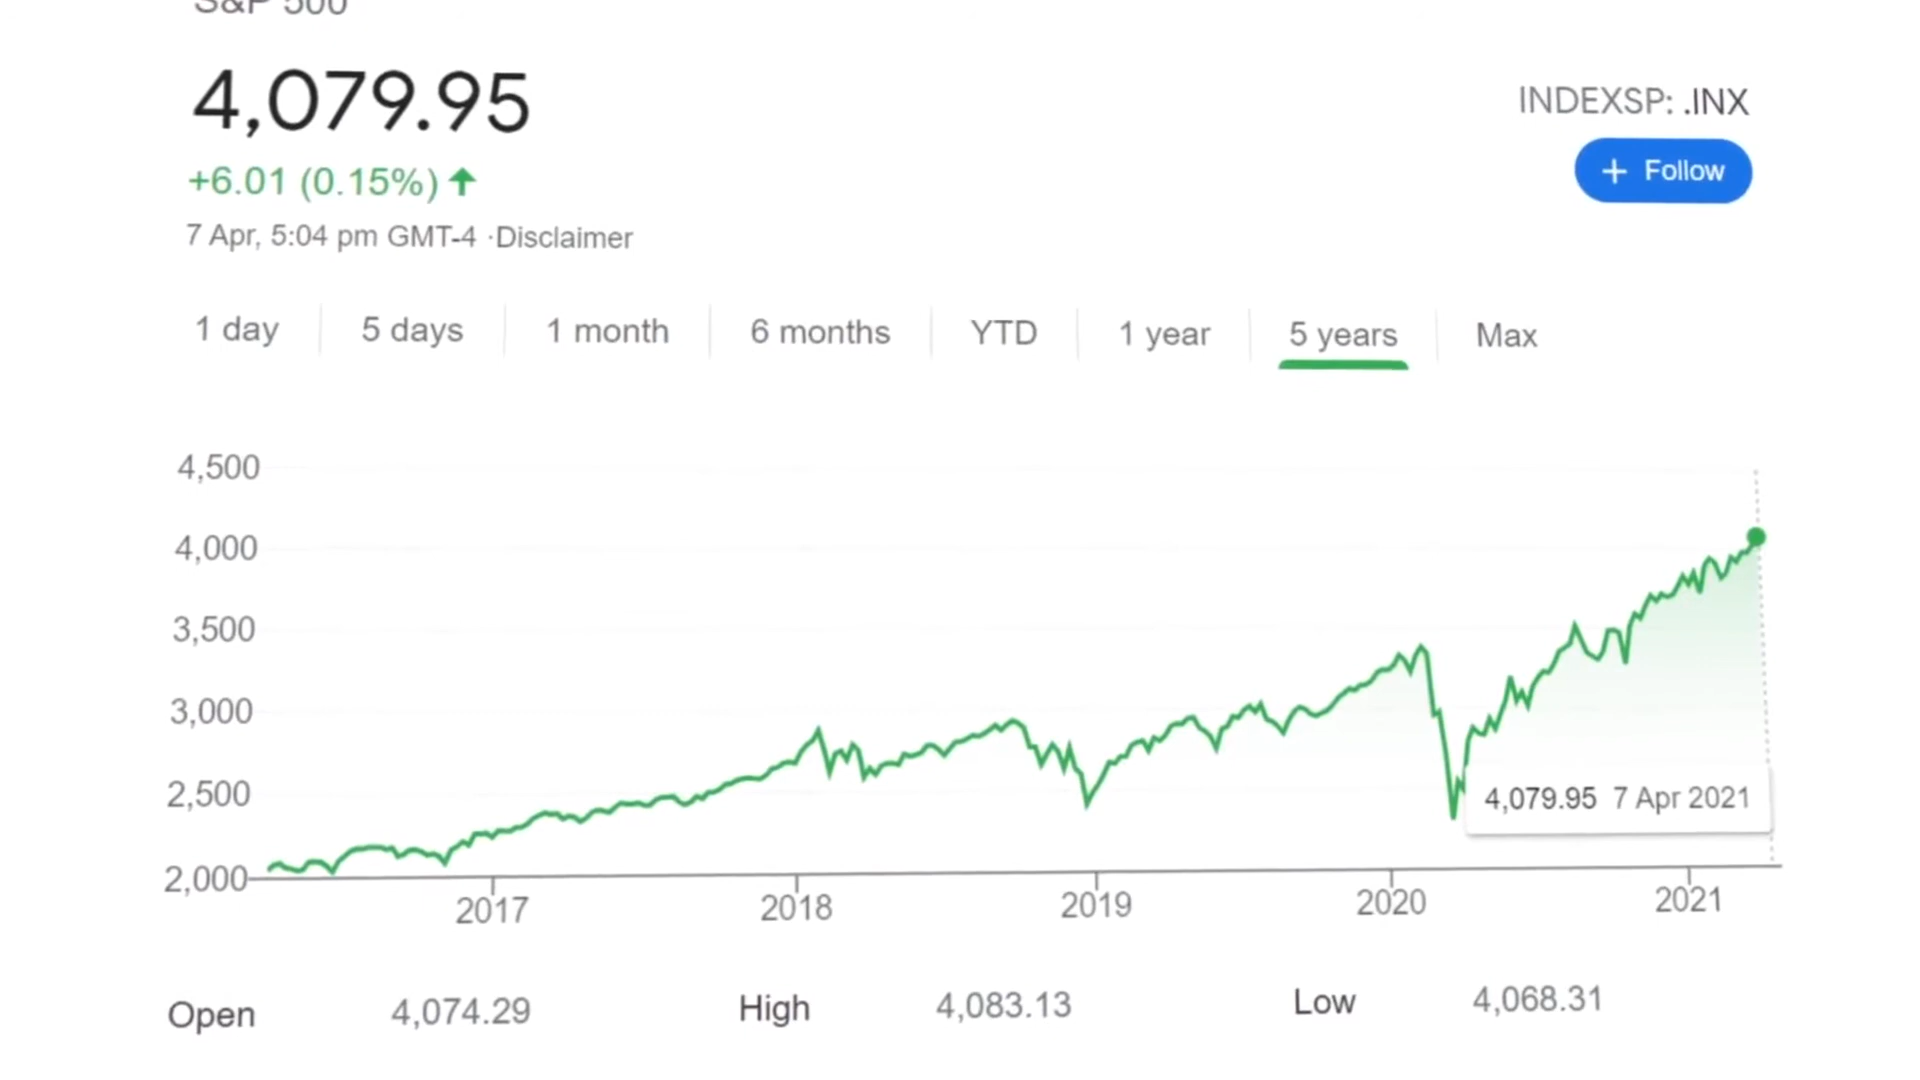 S&P 500
4,079.95
INDEXSP: .INX
+ Follow
+6.01 (0.15%)
7 Apr, 5:04 pm GMT-4 ·Disclaimer
1 day 5 days 1 month 6 months YTD 1 year 5 years Max
4,500
4,000
3,500
3,000
2,500
2,000
4,079.95 7 Apr 2021
2017 2018 2019 2020 2021
Open 4,074.29 High 4,083.13 Low 4,068.31